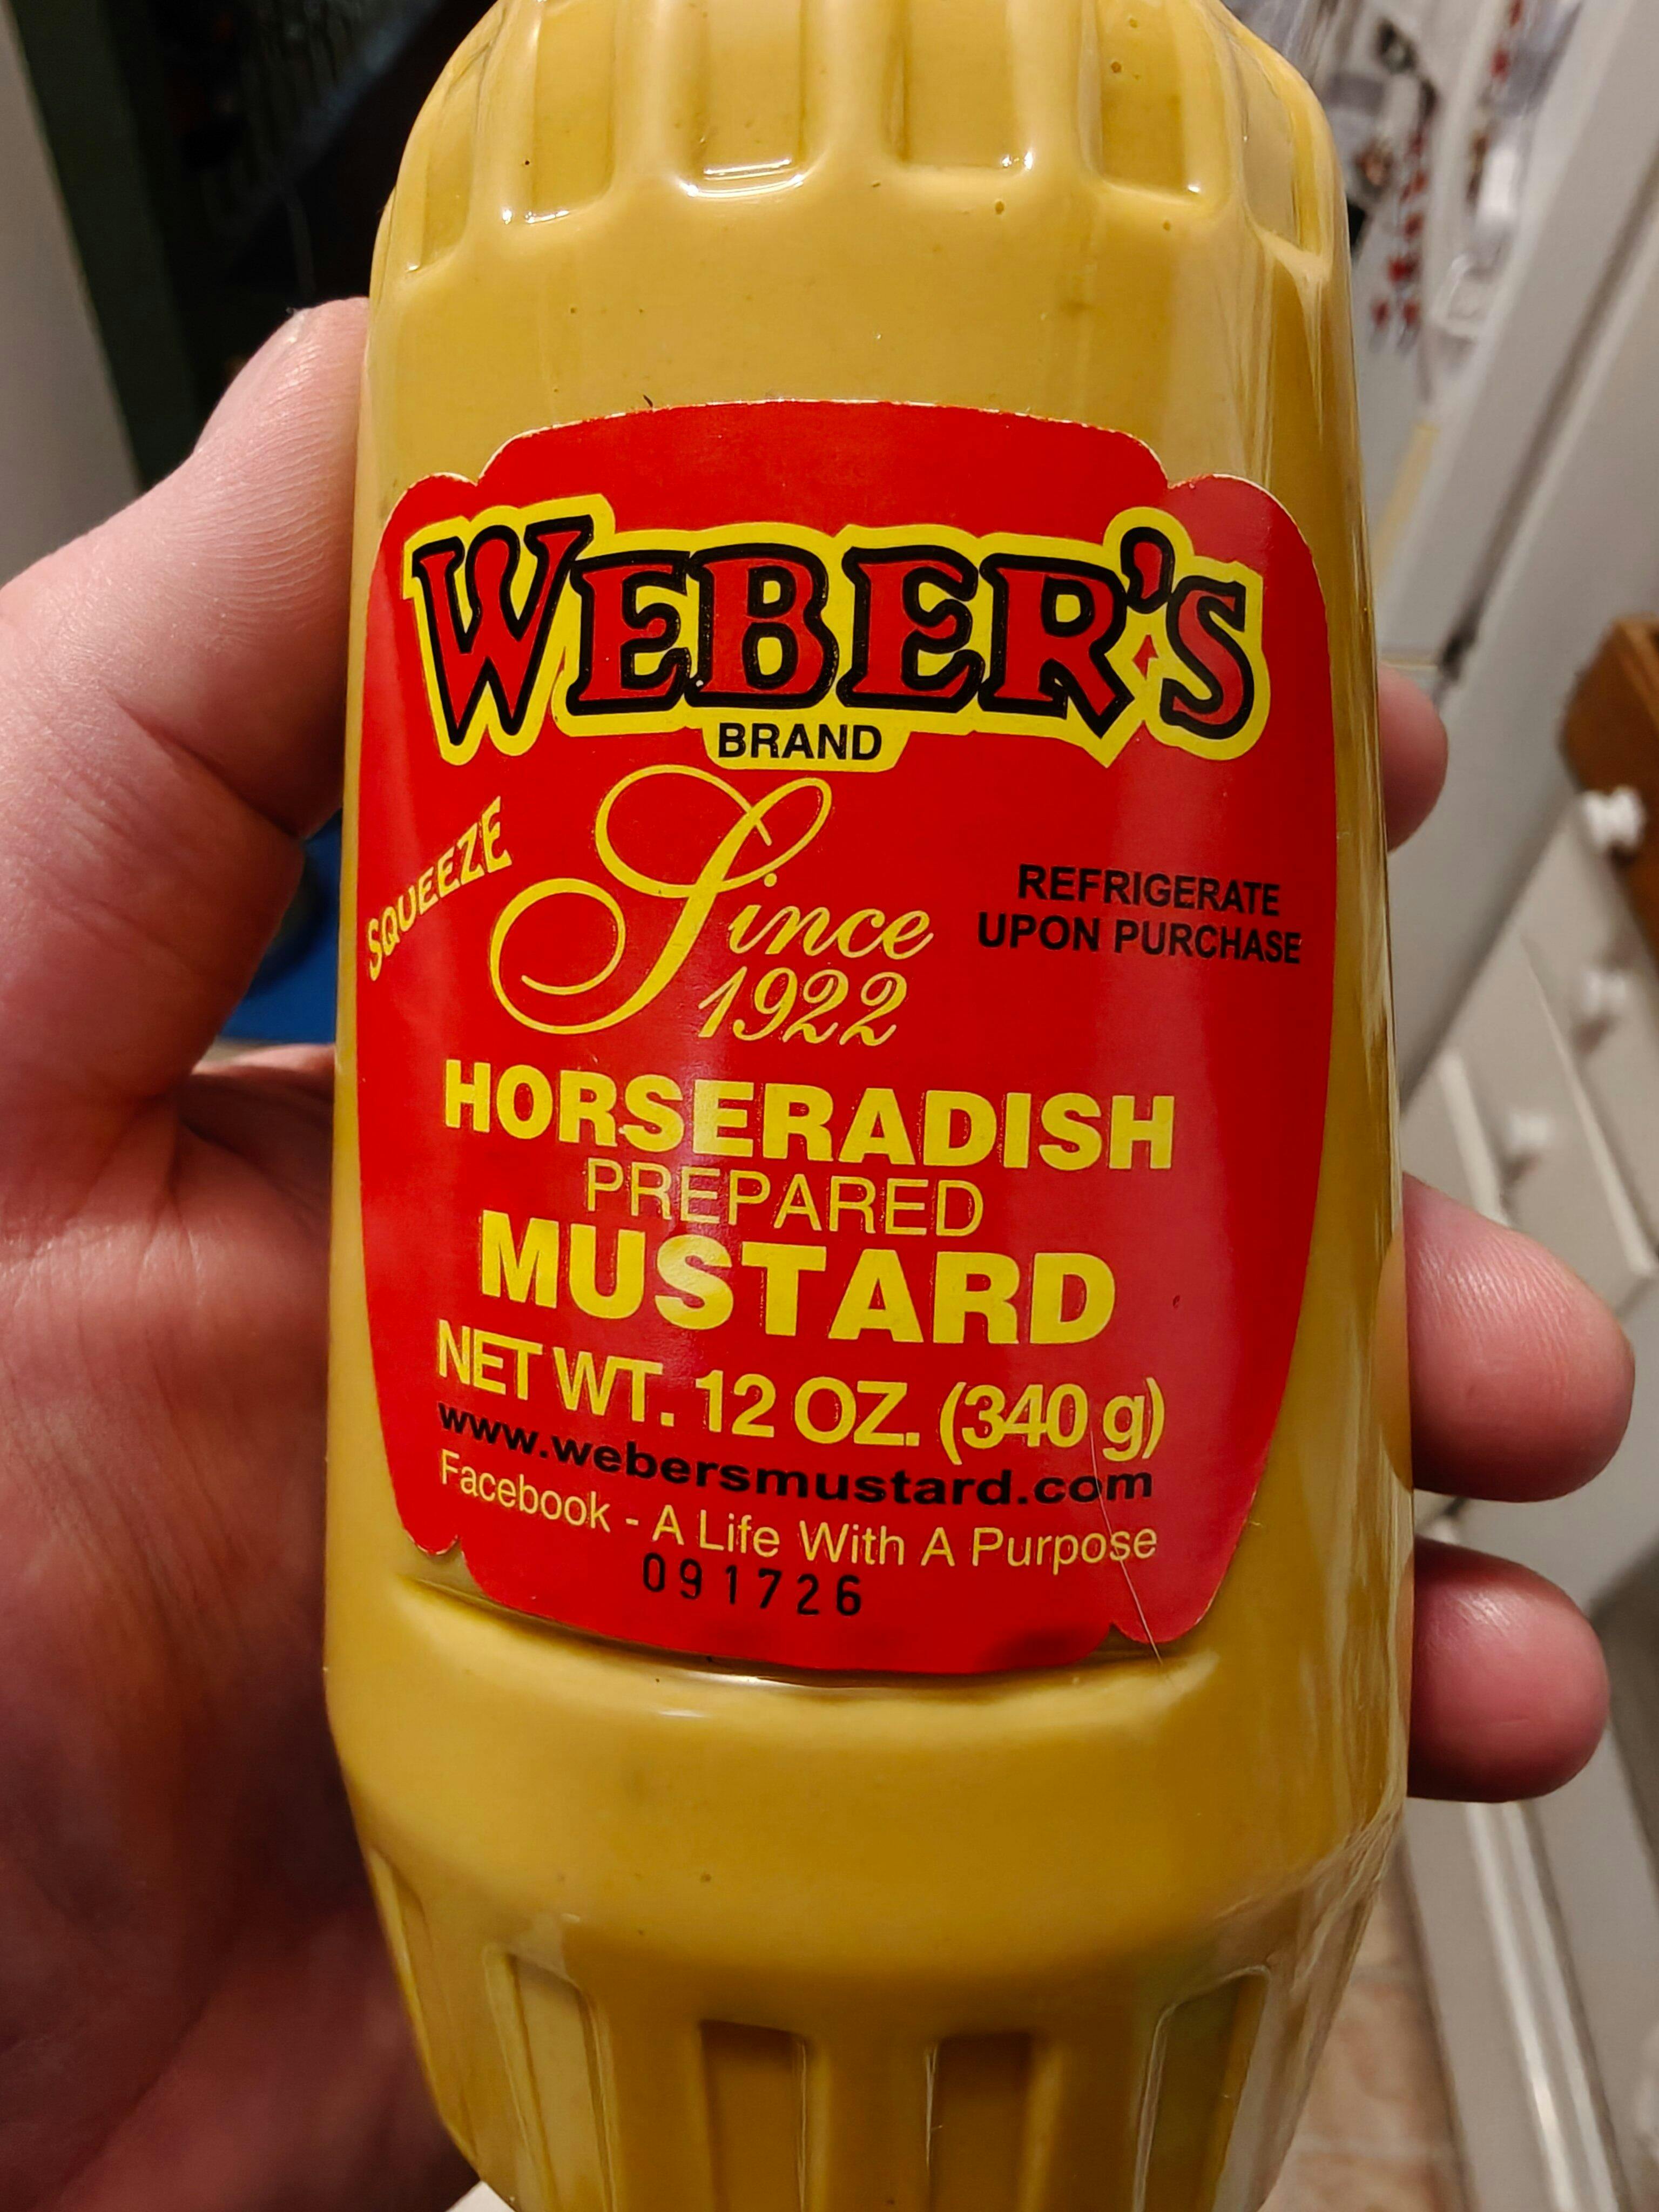 WEBER'S
BRAND
SQUEEZE
Since
1922
REFRIGERATE
UPON PURCHASE
HORSERADISH
PREPARED
MUSTARD
NET WT. 12 OZ. (340 g)
www.webersmustard.com
Facebook - A Life With A Purpose
091726